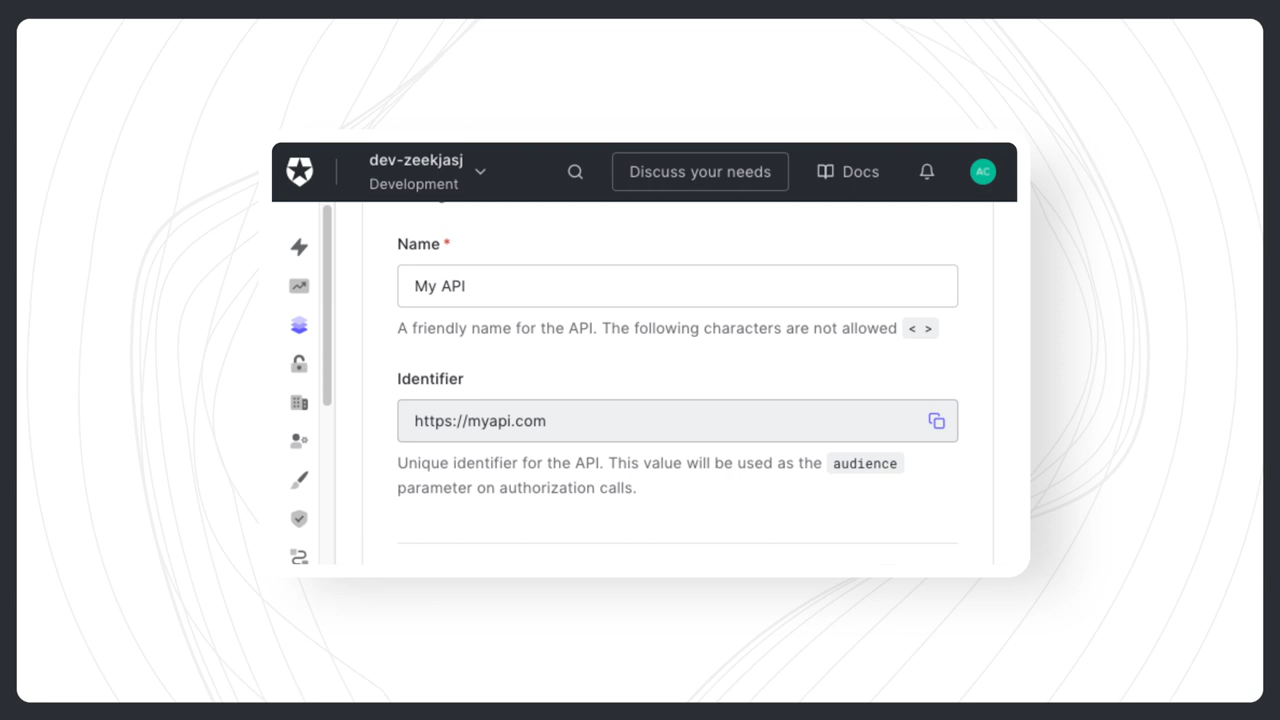 dev-zeekjasj
Development
Discuss your needs
Docs
AC
Name *
My API
A friendly name for the API. The following characters are not allowed < >
Identifier
https://myapi.com
Unique identifier for the API. This value will be used as the audience
parameter on authorization calls.